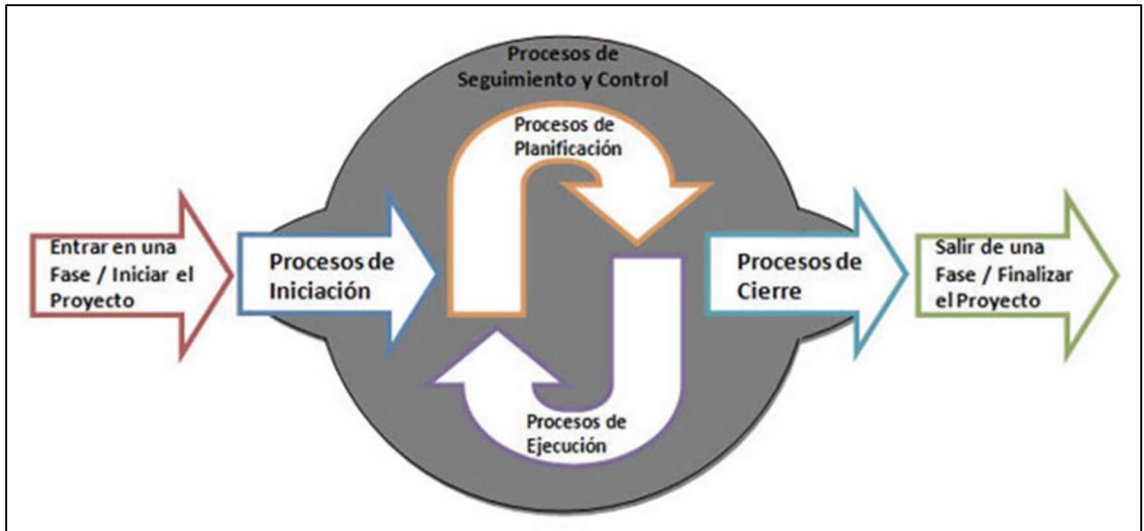 Procesos de
Seguimiento y Control
Procesos de
Planificación
Entrar en una
Fase / Iniciar el
Proyecto
Procesos de
Iniciación
Procesos de
Cierre
Salir de una
Fase / Finalizar
el Proyecto
Procesos de
Ejecución